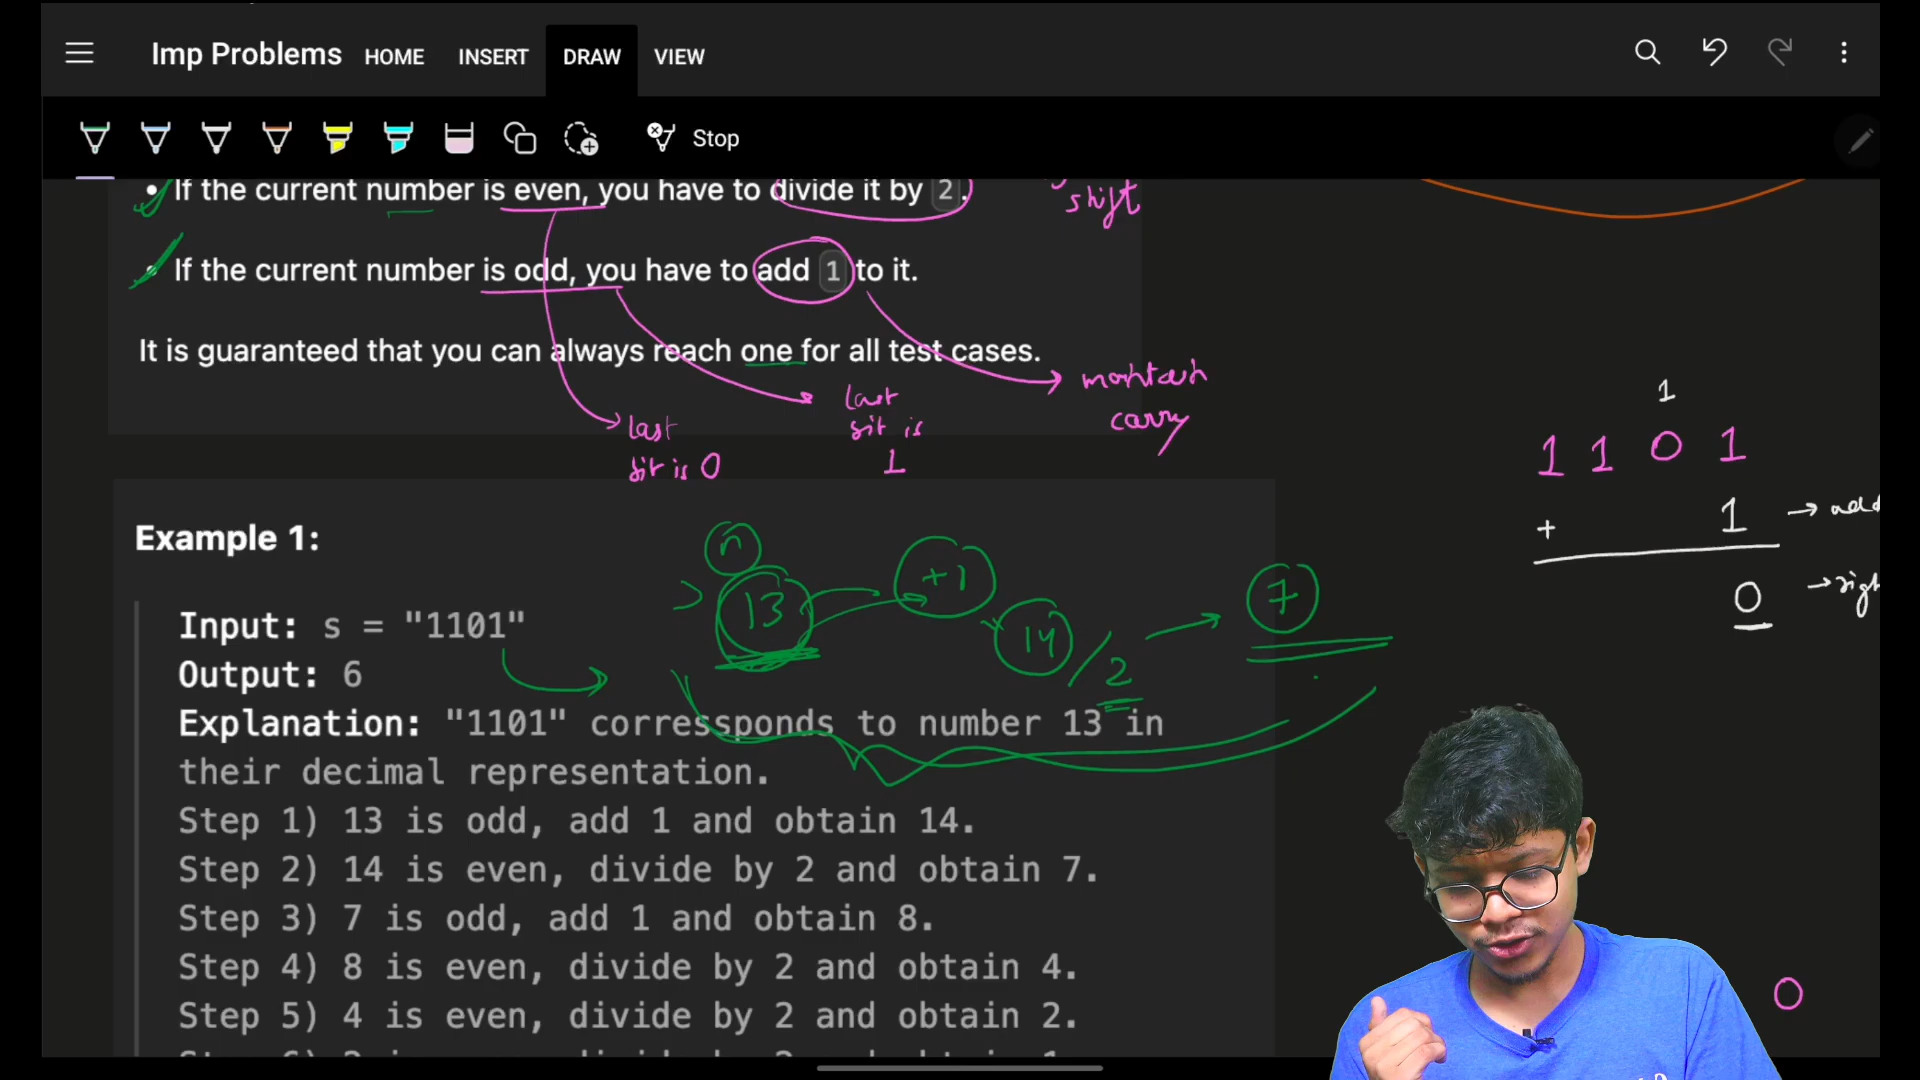 Imp Problems HOME INSERT DRAW VIEW
Stop
If the current number is even, you have to divide it by 2.
shift
If the current number is odd, you have to add 1 to it.
It is guaranteed that you can always reach one for all test cases.
carry
last
bit is 0
last
bit is
1
1
1 1 0 1
+ 1 →
0 →
Example 1:
n
13 +1 14 / 2 7
Input: s = "1101"
Output: 6
Explanation: "1101" corressponds to number 13 in
their decimal representation.
Step 1) 13 is odd, add 1 and obtain 14.
Step 2) 14 is even, divide by 2 and obtain 7.
Step 3) 7 is odd, add 1 and obtain 8.
Step 4) 8 is even, divide by 2 and obtain 4.
Step 5) 4 is even, divide by 2 and obtain 2.
0